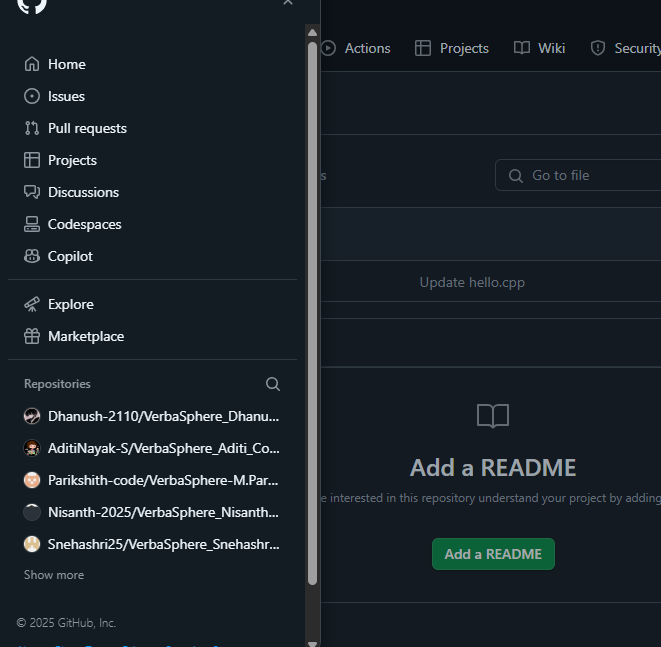 Home
Issues
Pull requests
Projects
Discussions
Codespaces
Copilot
Explore
Marketplace
Repositories
Dhanush-2110/VerbaSphere_Dhanu...
AditiNayak-S/VerbaSphere_Aditi_Co...
Parikshith-code/VerbaSphere-M.Par...
Nisanth-2025/VerbaSphere_Nisanth...
Snehashri25/VerbaSphere_Snehashr...
Show more
© 2025 GitHub, Inc.
Actions Projects Wiki Security
Go to file
Update hello.cpp
Add a README
interested in this repository understand your project by adding
Add a README